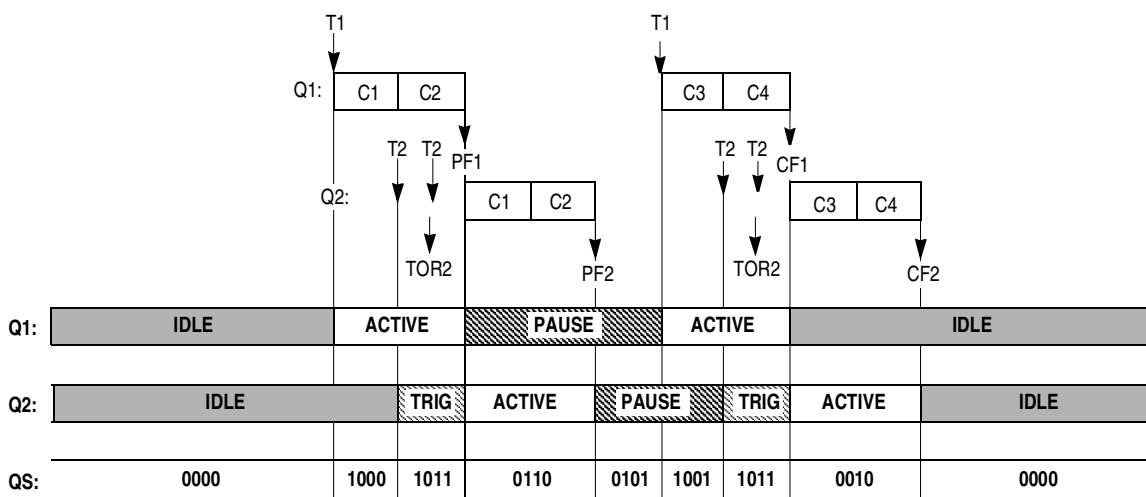 T1 T1
Q1: C1 C2 C3 C4
T2 T2 PF1 T2 T2 CF1
Q2: C1 C2 C3 C4
TOR2 PF2 TOR2 CF2
Q1: IDLE ACTIVE PAUSE ACTIVE IDLE
Q2: IDLE TRIG ACTIVE PAUSE TRIG ACTIVE IDLE
QS: 0000 1000 1011 0110 0101 1001 1011 0010 0000